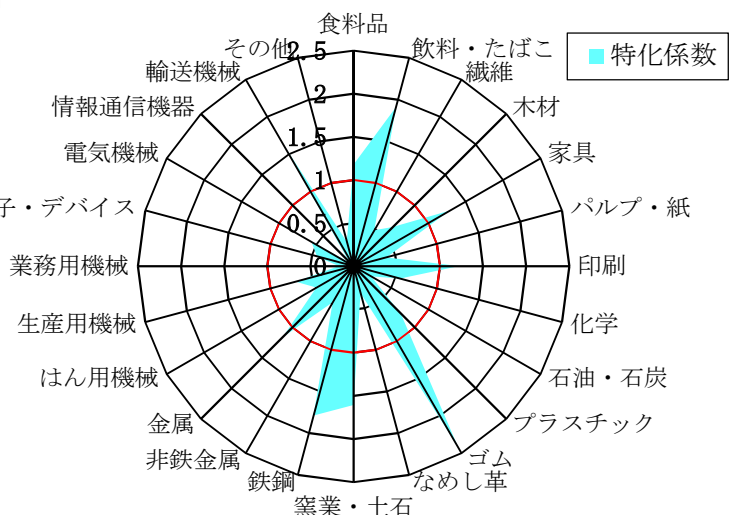 食料品
飲料・たばこ
繊維
木材
家具
パルプ・紙
印刷
化学
石油・石炭
プラスチック
ゴム
なめし革
窯業・土石
鉄鋼
非鉄金属
金属
はん用機械
生産用機械
業務用機械
子・デバイス
電気機械
情報通信機器
輸送機械
その他
2.5
2
1.5
1
0.5
0
特化係数